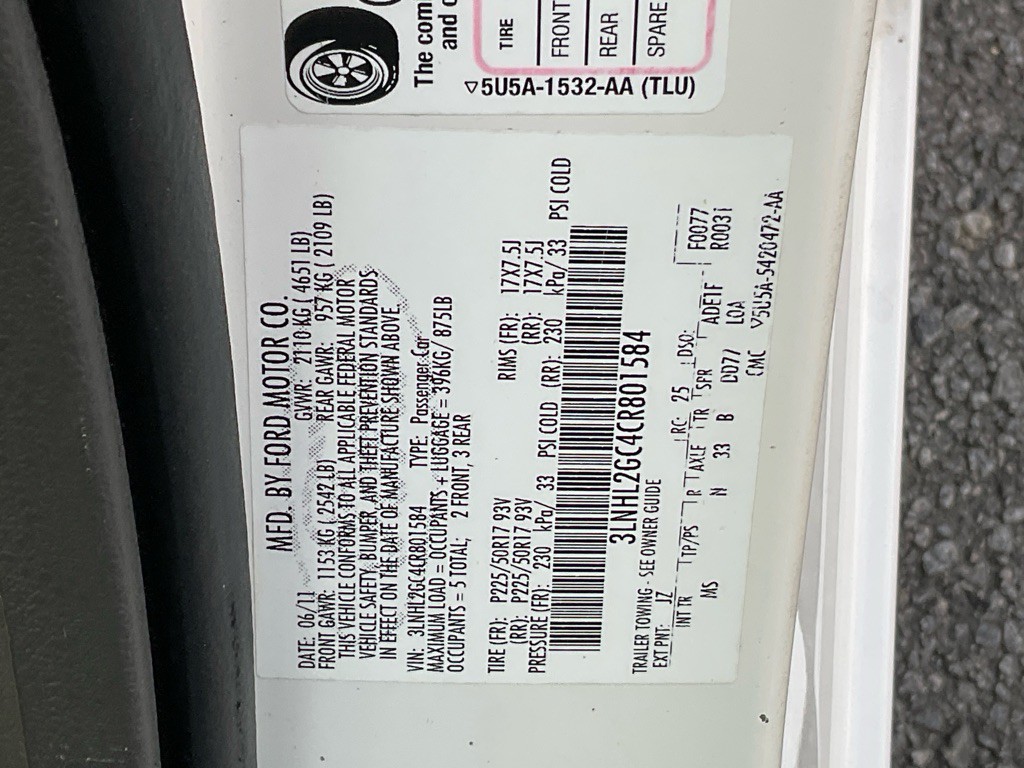 The com
and c
TIRE
FRONT
REAR
SPARE
▽5U5A-1532-AA (TLU)
MFD. BY FORD MOTOR CO.
DATE: 06/11 GVWR: 2110 KG ( 4651 LB)
FRONT GAWR: 1153 KG ( 2542 LB) REAR GAWR: 957 KG ( 2109 LB)
THIS VEHICLE CONFORMS TO ALL APPLICABLE FEDERAL MOTOR
VEHICLE SAFETY, BUMPER, AND THEFT PREVENTION STANDARDS
IN EFFECT ON THE DATE OF MANUFACTURE SHOWN ABOVE.
VIN: 3LNHL2GC4CR801584 TYPE: Passenger Car
MAXIMUM LOAD = OCCUPANTS + LUGGAGE = 396KG/ 875LB
OCCUPANTS = 5 TOTAL; 2 FRONT, 3 REAR
TIRE (FR): P225/50R17 93V RIMS (FR): 17X7.5J
(RR): P225/50R17 93V (RR): 17X7.5J
PRESSURE (FR): 230 kPa/ 33 PSI COLD (RR): 230 kPa/ 33 PSI COLD
3LNHL2GC4CR801584
TRAILER TOWING - SEE OWNER GUIDE
EXT PNT: JZ RC: 25 DSO:
INT TR TP/PS R AXLE TR SPR ADE1F F0077
MS N 33 B D077 LOA R0031
CMC ▽5U5A-5420472-AA